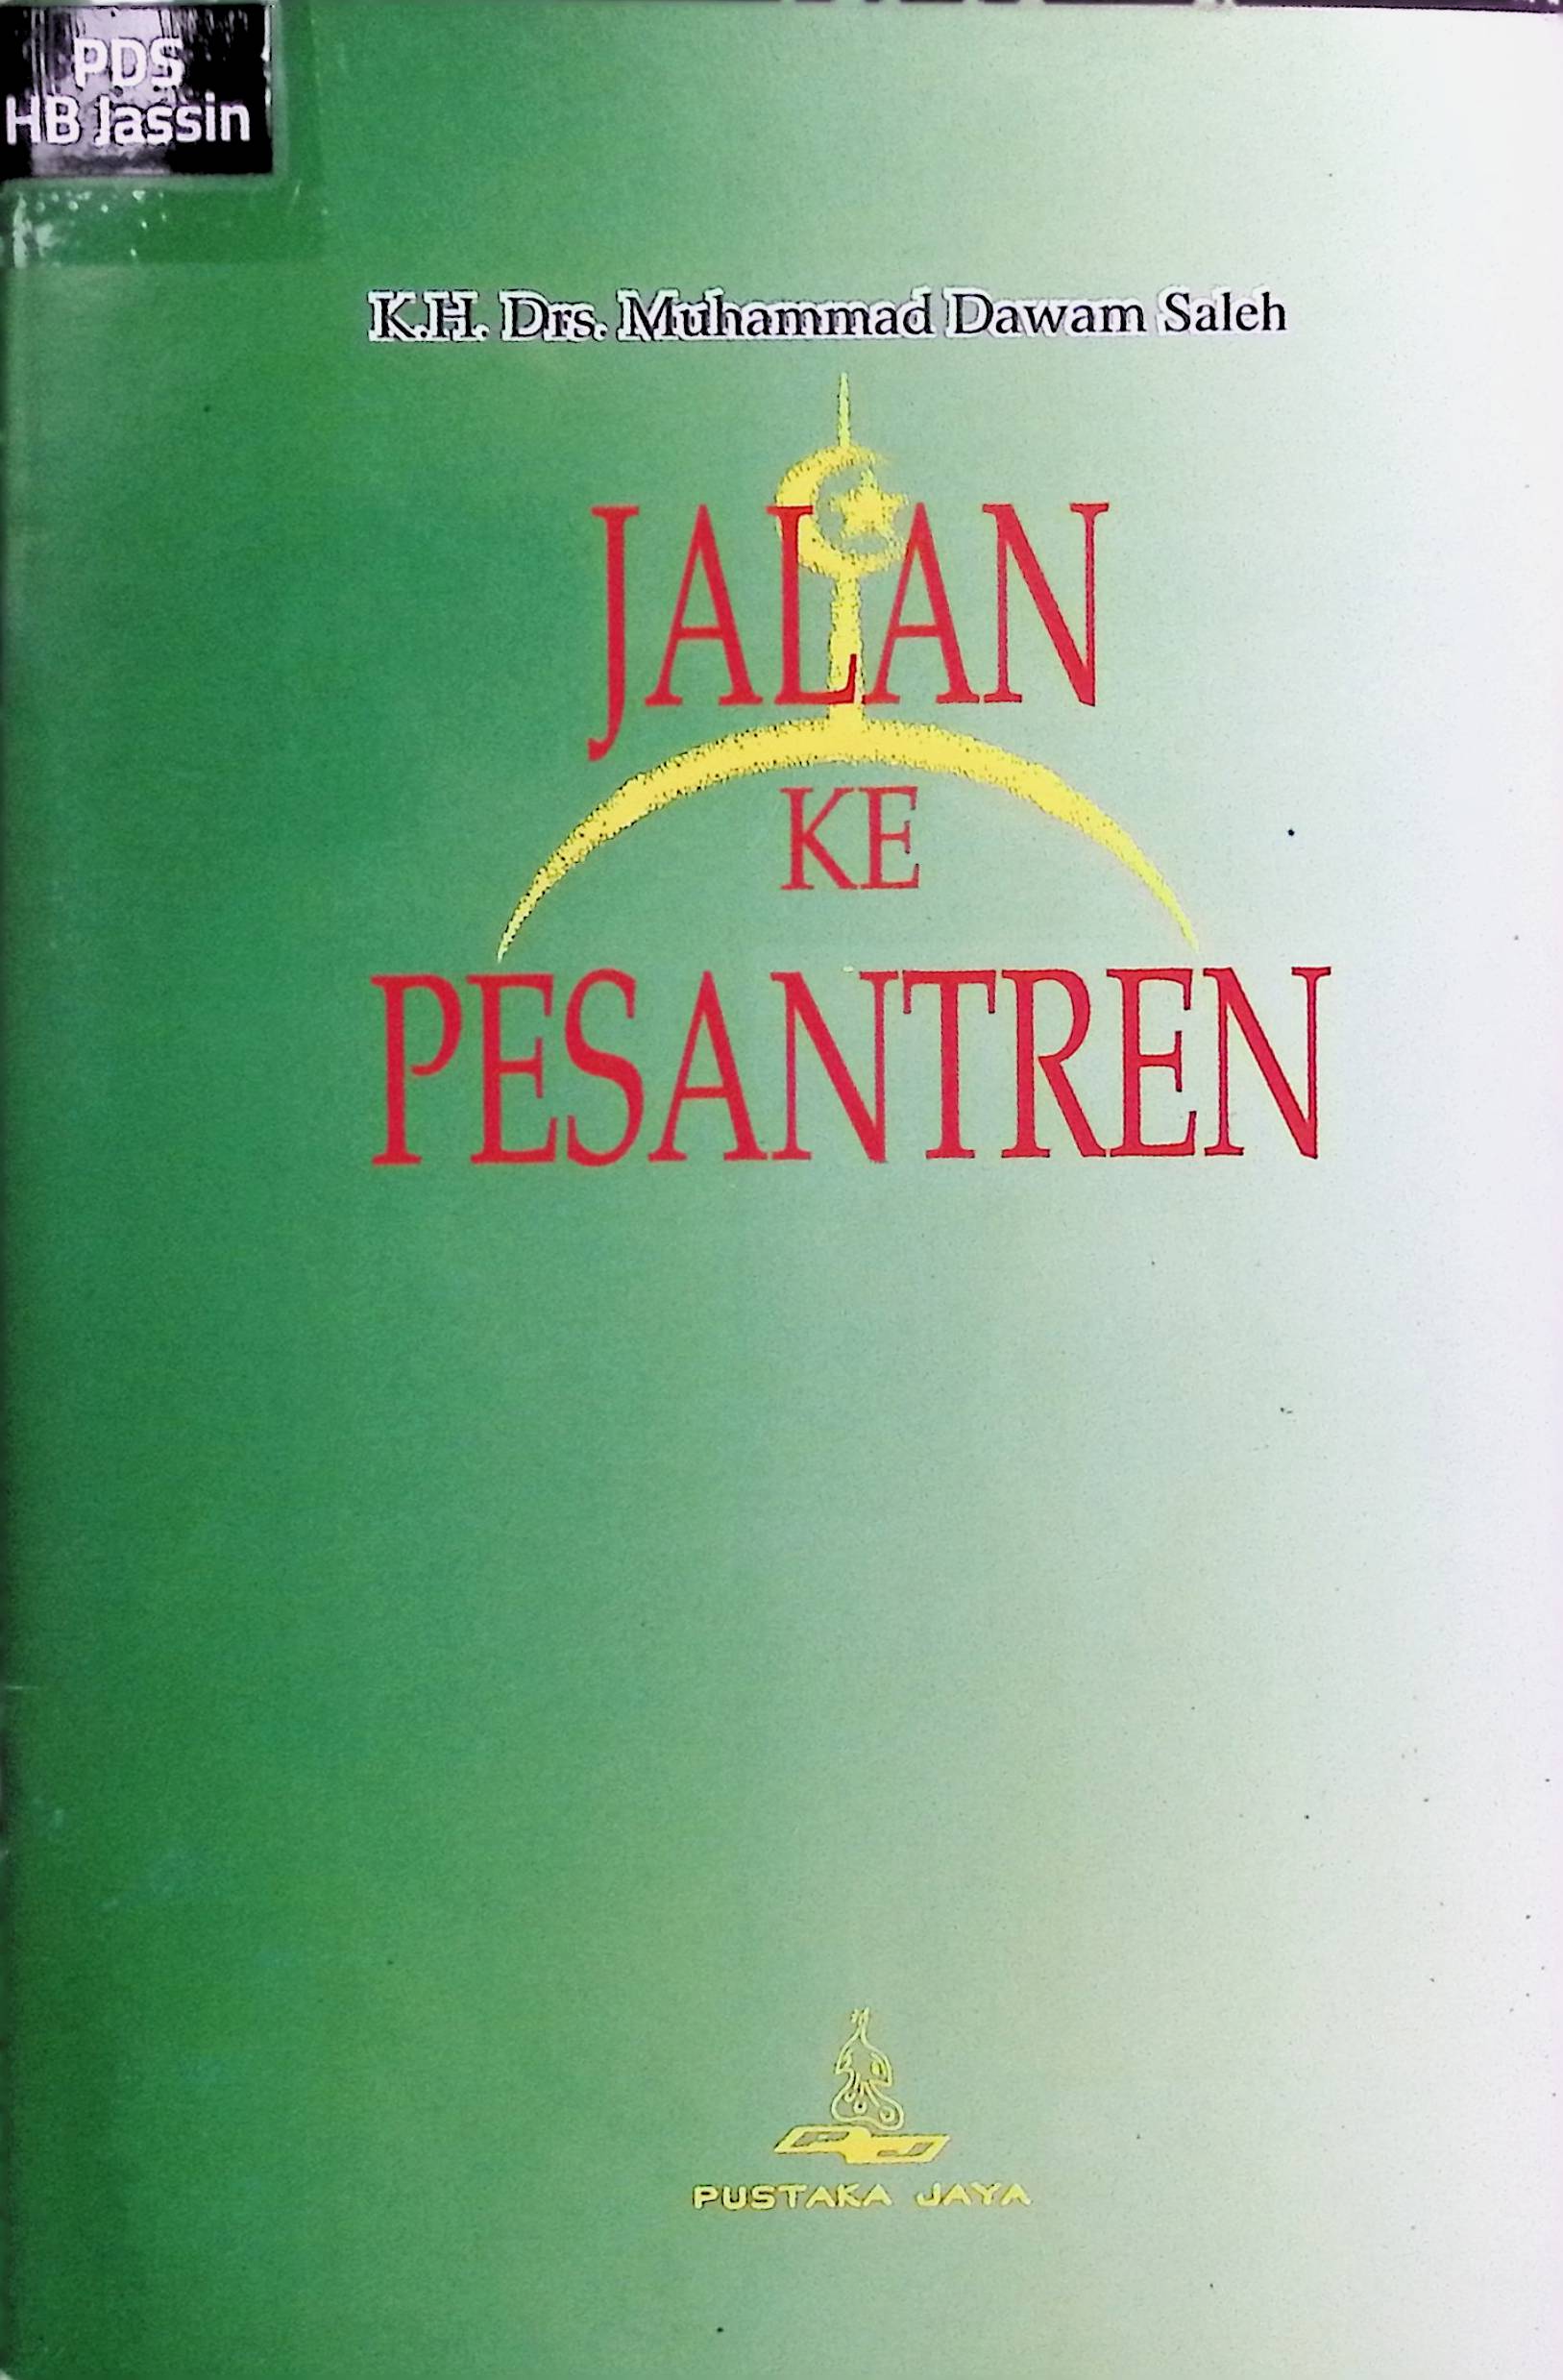 PDS
HB Jassin
K.H. Drs. Muhammad Dawam Saleh
JALAN
KE
PESANTREN
PUSTAKA JAYA